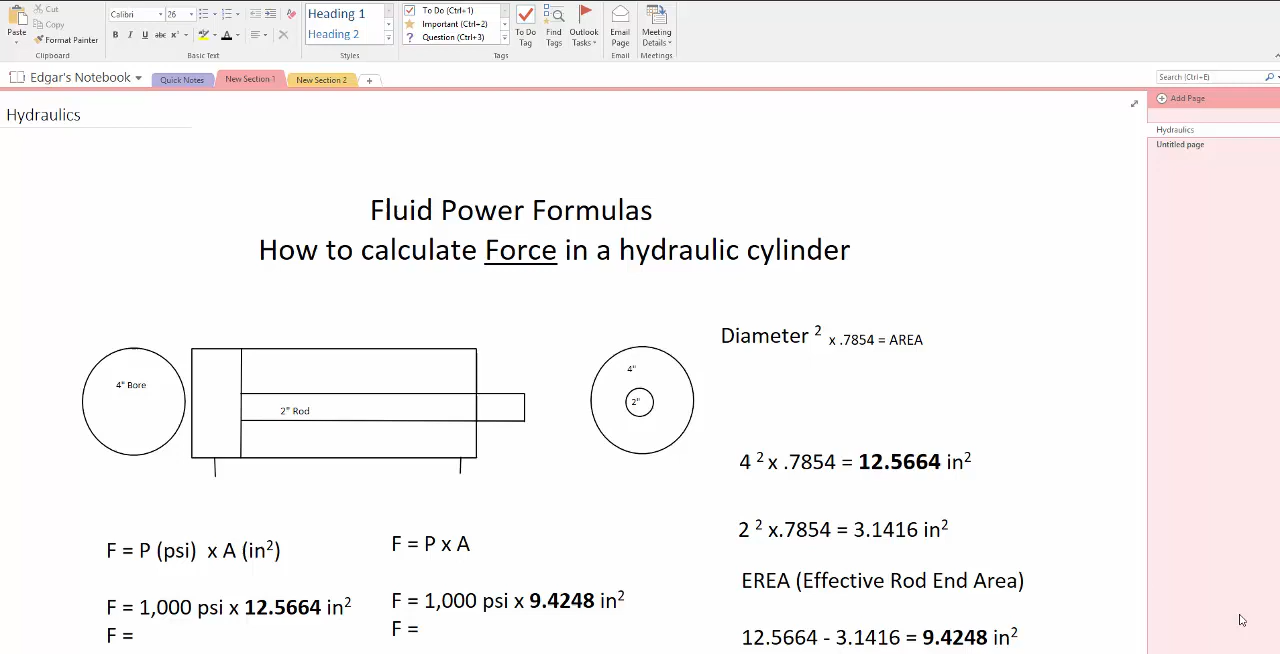 Cut
Copy
Paste
Format Painter
Clipboard
Calibri
26
B I U abc x²
A
Basic Text
Heading 1
Heading 2
Styles
To Do (Ctrl+1)
Important (Ctrl+2)
Question (Ctrl+3)
To Do
Tag
Find
Tags
Outlook
Tasks
Tags
Email
Page
Email
Meeting
Details
Meetings
Edgar's Notebook
Quick Notes
New Section 1
New Section 2
Search (Ctrl+E)
Add Page
Hydraulics
Untitled page
Hydraulics
Fluid Power Formulas
How to calculate Force in a hydraulic cylinder
4" Bore
2" Rod
4"
2"
Diameter ² x .7854 = AREA
4 ² x .7854 = 12.5664 in²
2 ² x.7854 = 3.1416 in²
EREA (Effective Rod End Area)
12.5664 - 3.1416 = 9.4248 in²
F = P (psi) x A (in²)
F = 1,000 psi x 12.5664 in²
F =
F = P x A
F = 1,000 psi x 9.4248 in²
F =